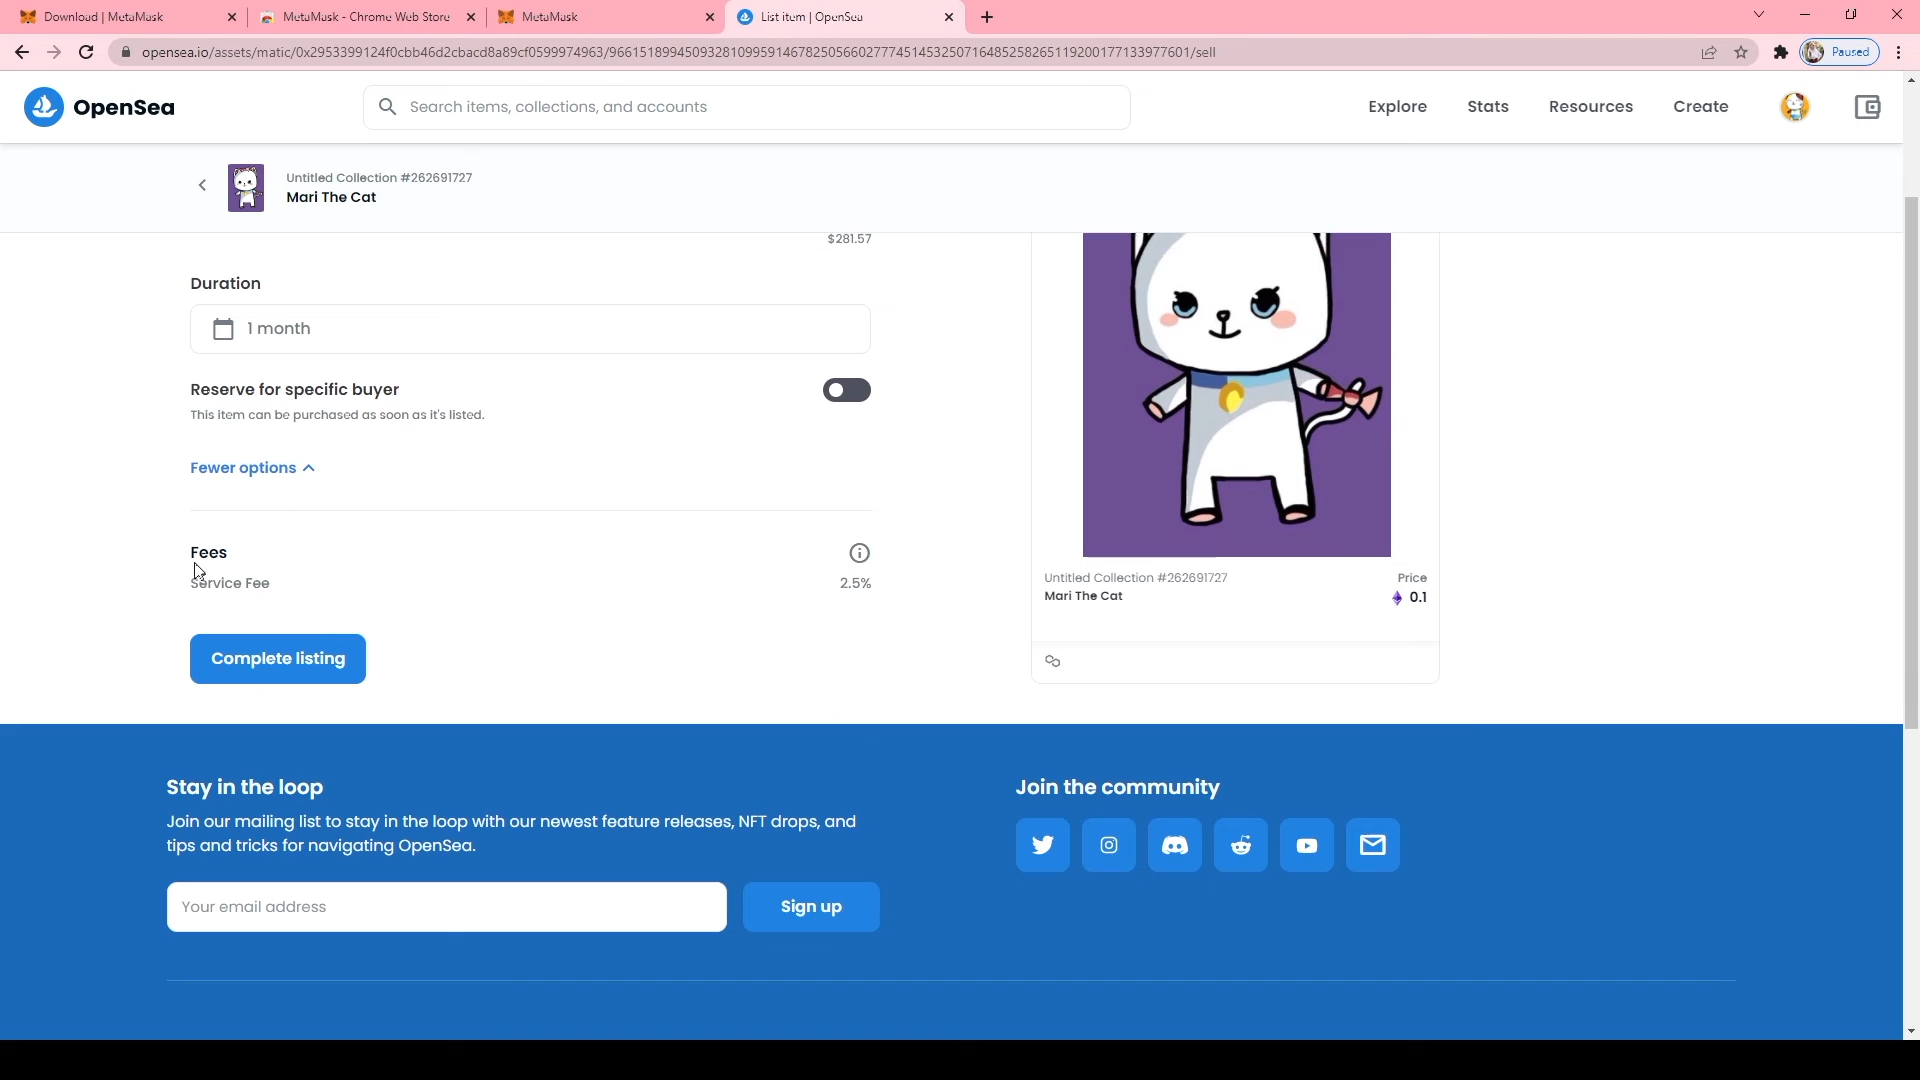 Download | MetaMask
MetaMask - Chrome Web Store
MetaMask
List item | OpenSea
opensea.io/assets/matic/0x2953399124f0cbb46d2cbacd8a89cf0599974963/96615189945093281099591467825056602777451453250716485258265119200177133977601/sell
Paused
OpenSea
Search items, collections, and accounts
Explore
Stats
Resources
Create
Untitled Collection #262691727
Mari The Cat
$281.57
Duration
1 month
Reserve for specific buyer
This item can be purchased as soon as it's listed.
Fewer options
Fees
Service Fee
2.5%
Complete listing
Untitled Collection #262691727
Price
Mari The Cat
0.1
Stay in the loop
Join our mailing list to stay in the loop with our newest feature releases, NFT drops, and
tips and tricks for navigating OpenSea.
Your email address
Sign up
Join the community